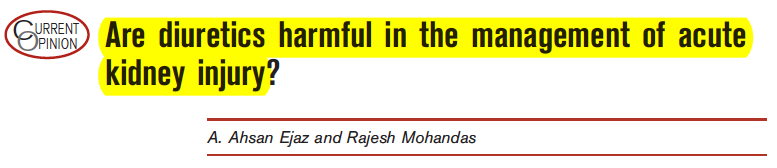 CURRENT
OPINION
Are diuretics harmful in the management of acute
kidney injury?
A. Ahsan Ejaz and Rajesh Mohandas